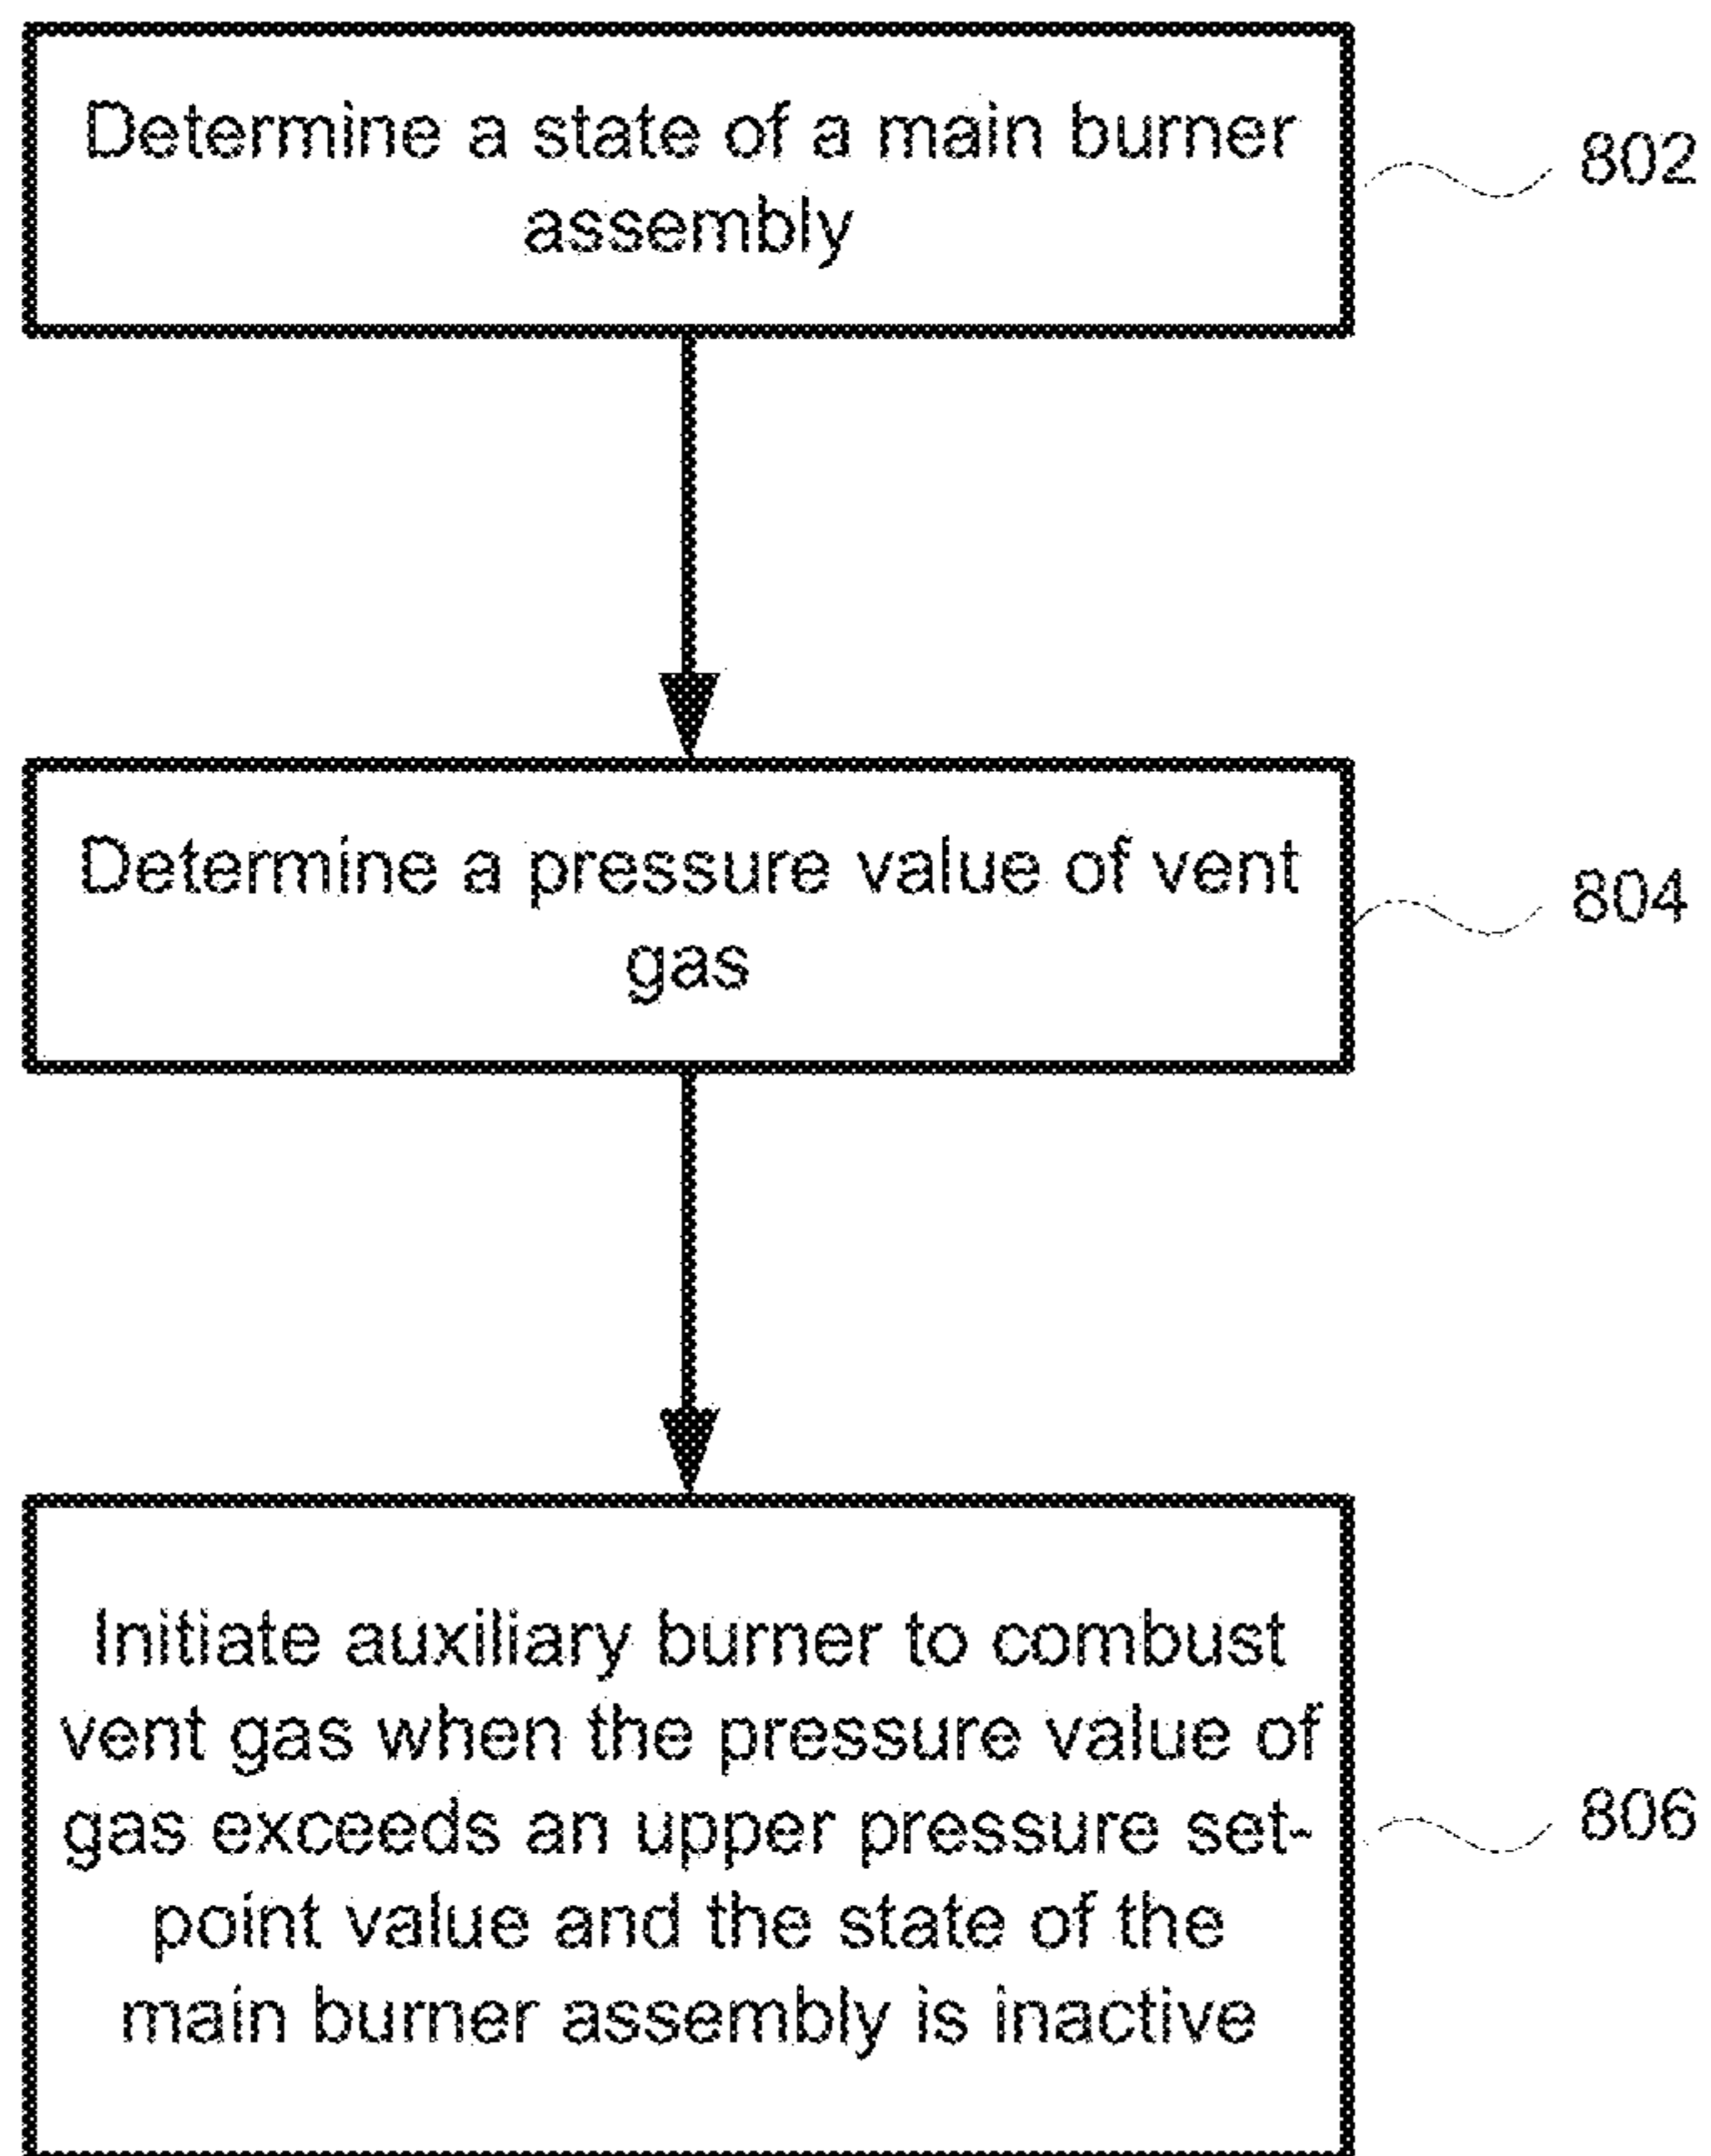 Determine a state of a main burner
assembly
802
Determine a pressure value of vent
gas
804
Initiate auxiliary burner to combust
vent gas when the pressure value of
gas exceeds an upper pressure set-
point value and the state of the
main burner assembly is inactive
806